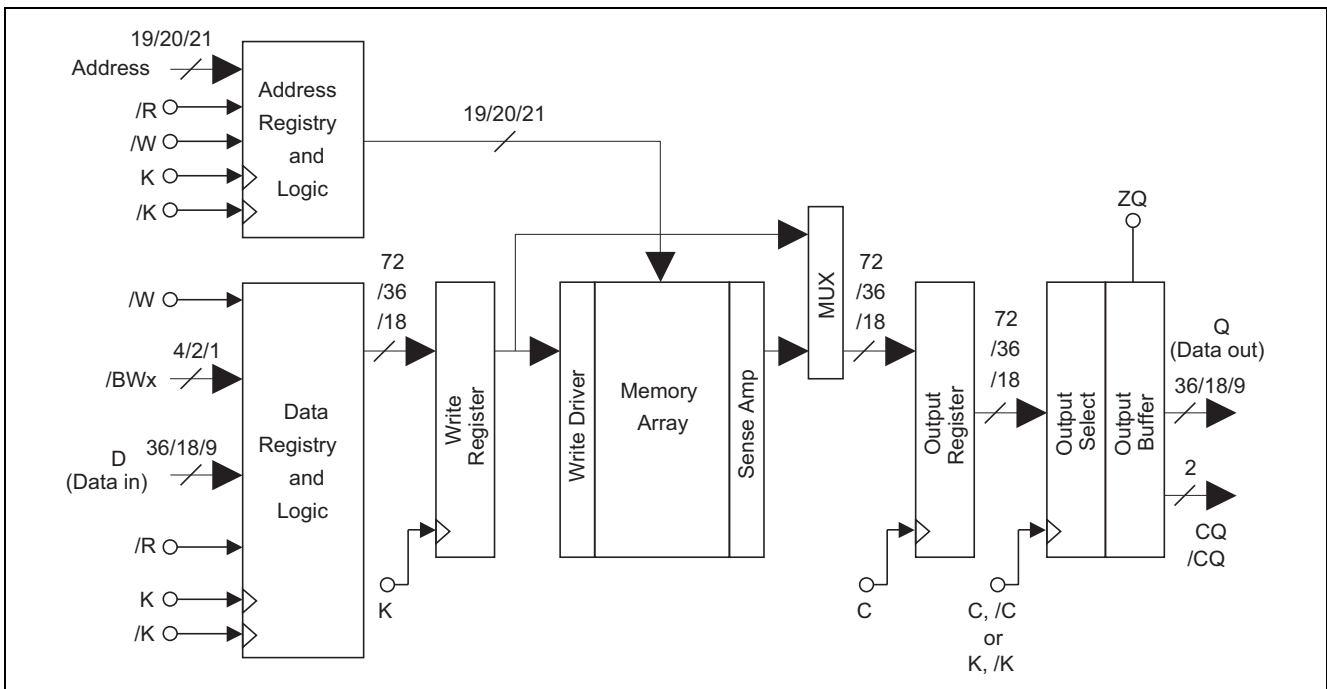 19/20/21
Address
/R
/W
K
/K
Address
Registry
and
Logic
19/20/21
/W
4/2/1
/BWx
36/18/9
D
(Data in)
/R
K
/K
Data
Registry
and
Logic
72
/36
/18
Write
Register
K
Write Driver
Memory
Array
Sense Amp
MUX
72
/36
/18
Output
Register
C
72
/36
/18
ZQ
Output
Select
Output
Buffer
C, /C
or
K, /K
Q
(Data out)
36/18/9
2
CQ
/CQ